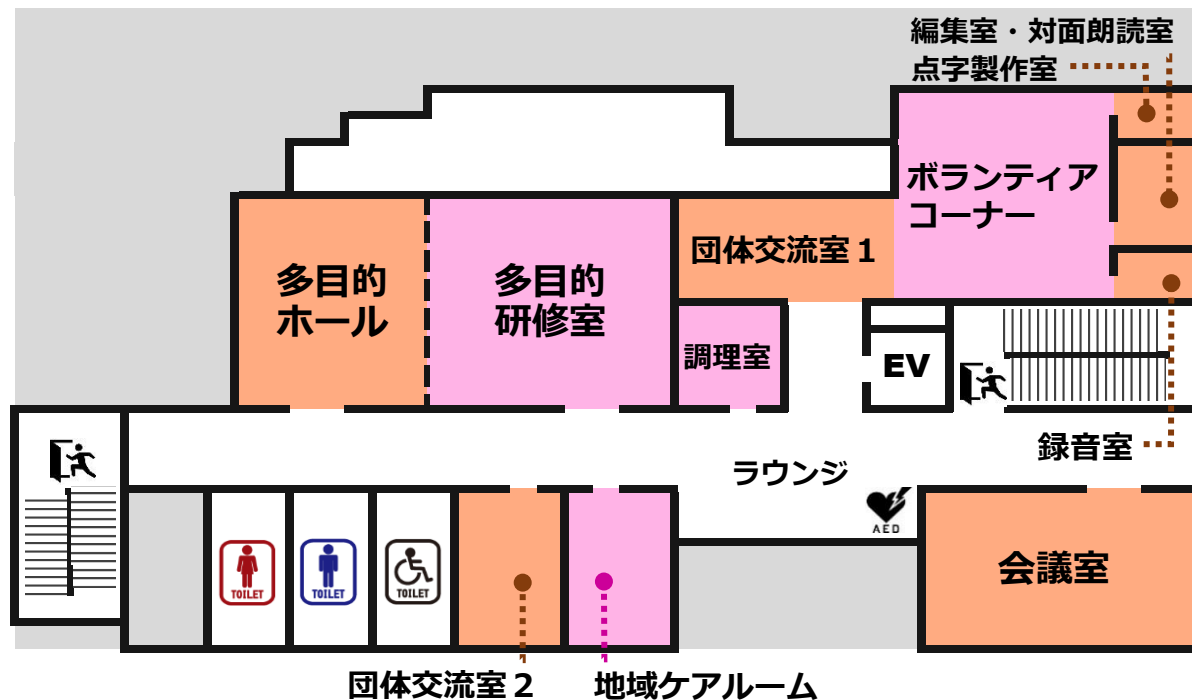 編集室・対面朗読室
点字製作室
ボランティア
コーナー
団体交流室1
多目的
ホール
多目的
研修室
調理室
EV
録音室
ラウンジ
AED
TOILET
TOILET
TOILET
会議室
団体交流室2
地域ケアルーム